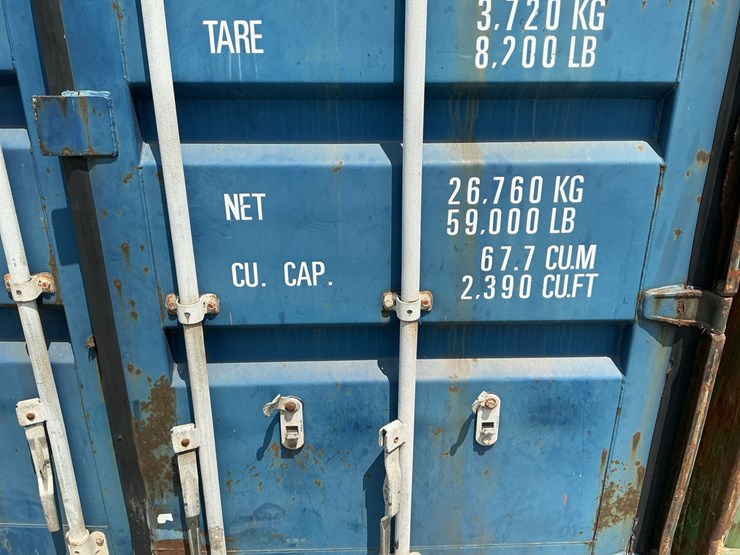 TARE 3,720 KG
8,200 LB
NET 26,760 KG
59,000 LB
CU. CAP. 67.7 CU.M
2,390 CU.FT